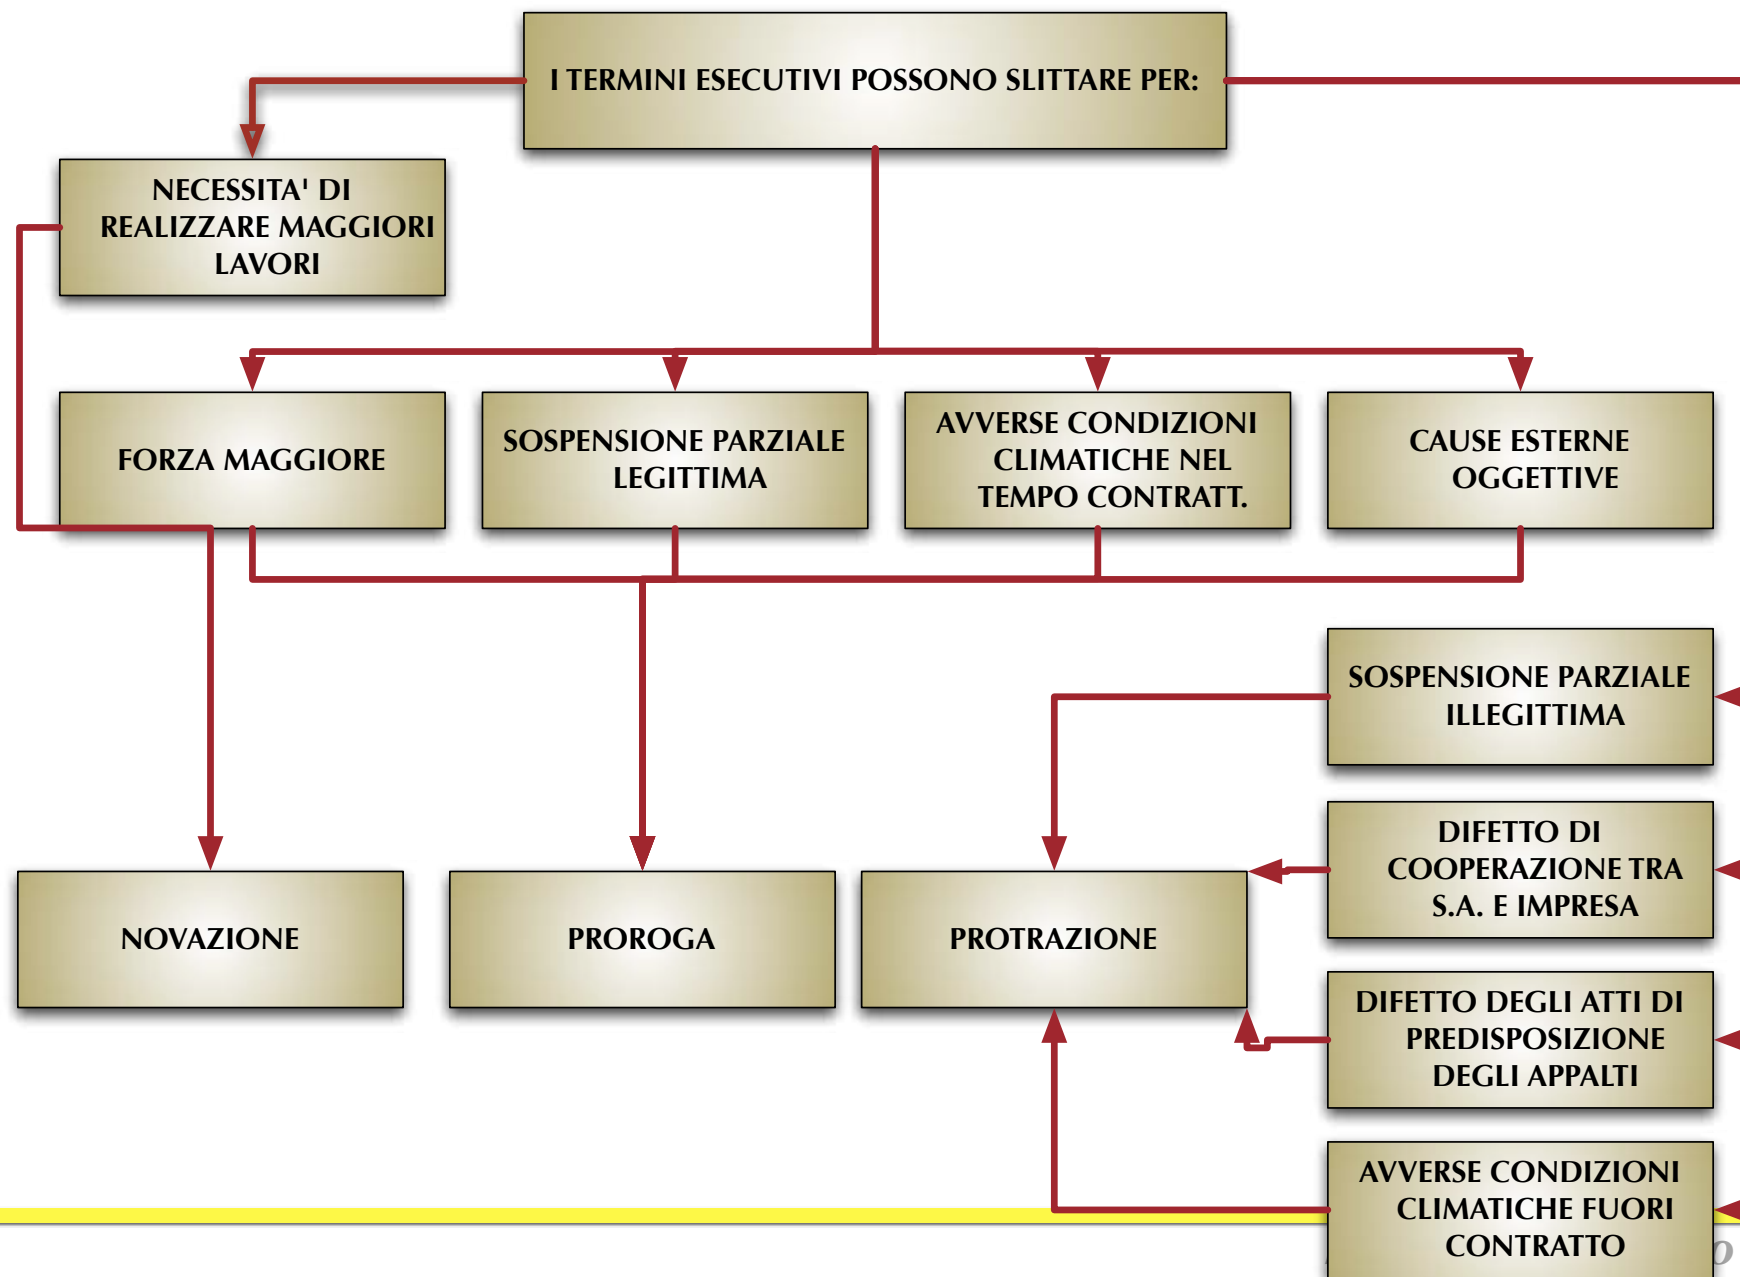 I TERMINI ESECUTIVI POSSONO SLITTARE PER:
NECESSITA' DI
REALIZZARE MAGGIORI
LAVORI
FORZA MAGGIORE
SOSPENSIONE PARZIALE
LEGITTIMA
AVVERSE CONDIZIONI
CLIMATICHE NEL
TEMPO CONTRATT.
CAUSE ESTERNE
OGGETTIVE
SOSPENSIONE PARZIALE
ILLEGITTIMA
DIFETTO DI
COOPERAZIONE TRA
S.A. E IMPRESA
NOVAZIONE
PROROGA
PROTRAZIONE
DIFETTO DEGLI ATTI DI
PREDISPOSIZIONE
DEGLI APPALTI
AVVERSE CONDIZIONI
CLIMATICHE FUORI
CONTRATTO